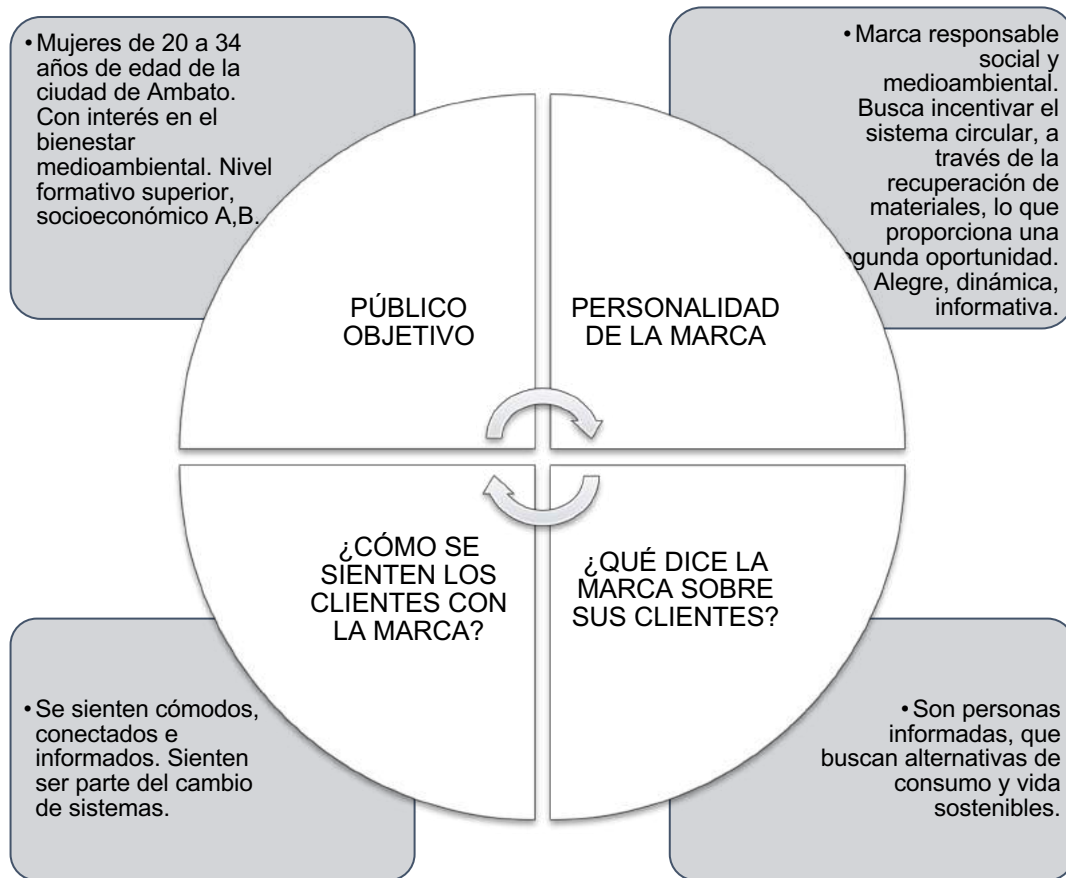 • Mujeres de 20 a 34
años de edad de la
ciudad de Ambato.
Con interés en el
bienestar
medioambiental. Nivel
formativo superior,
socioeconómico A,B.
• Marca responsable
social y
medioambiental.
Busca incentivar el
sistema circular, a
través de la
recuperación de
materiales, lo que
proporciona una
egunda oportunidad.
Alegre, dinámica,
informativa.
PÚBLICO
OBJETIVO
PERSONALIDAD
DE LA MARCA
¿CÓMO SE
SIENTEN LOS
CLIENTES CON
LA MARCA?
¿QUÉ DICE LA
MARCA SOBRE
SUS CLIENTES?
• Se sienten cómodos,
conectados e
informados. Sienten
ser parte del cambio
de sistemas.
• Son personas
informadas, que
buscan alternativas de
consumo y vida
sostenibles.